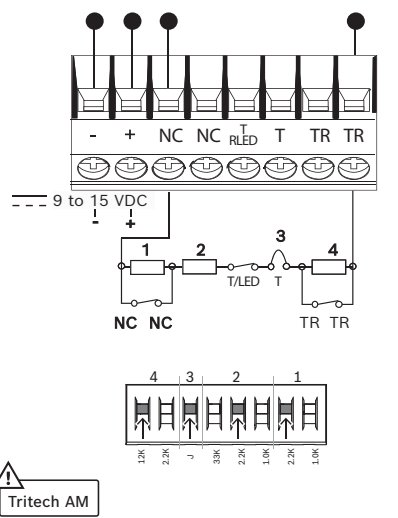 - + NC NC T RLED T TR TR
9 to 15 VDC
- +
1 2 3 4
T/LED T
NC NC TR TR
4 3 2 1
12K 2.2K J 33K 2.2K 1.0K 2.2K 1.0K
!
Tritech AM